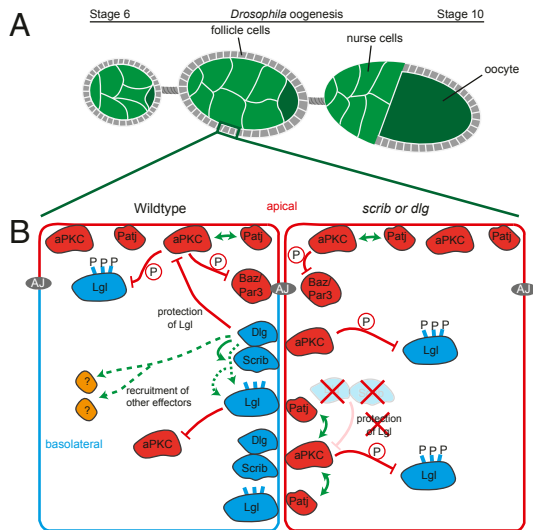 A
Stage 6
Drosophila oogenesis
Stage 10
follicle cells
nurse cells
oocyte
Wildtype
apical
scrib or dlg
B
aPKC
Patj
aPKC
Patj
aPKC
Patj
aPKC
Patj
P P P
P
P
P
Lgl
Baz/
Par3
Baz/
Par3
AJ
AJ
AJ
protection
of Lgl
Dlg
Scrib
aPKC
P
P P P
Lgl
?
?
recruitment of
other effectors
Lgl
Patj
protection
of Lgl
basolateral
aPKC
Dlg
Scrib
aPKC
P
P P P
Lgl
Lgl
Patj